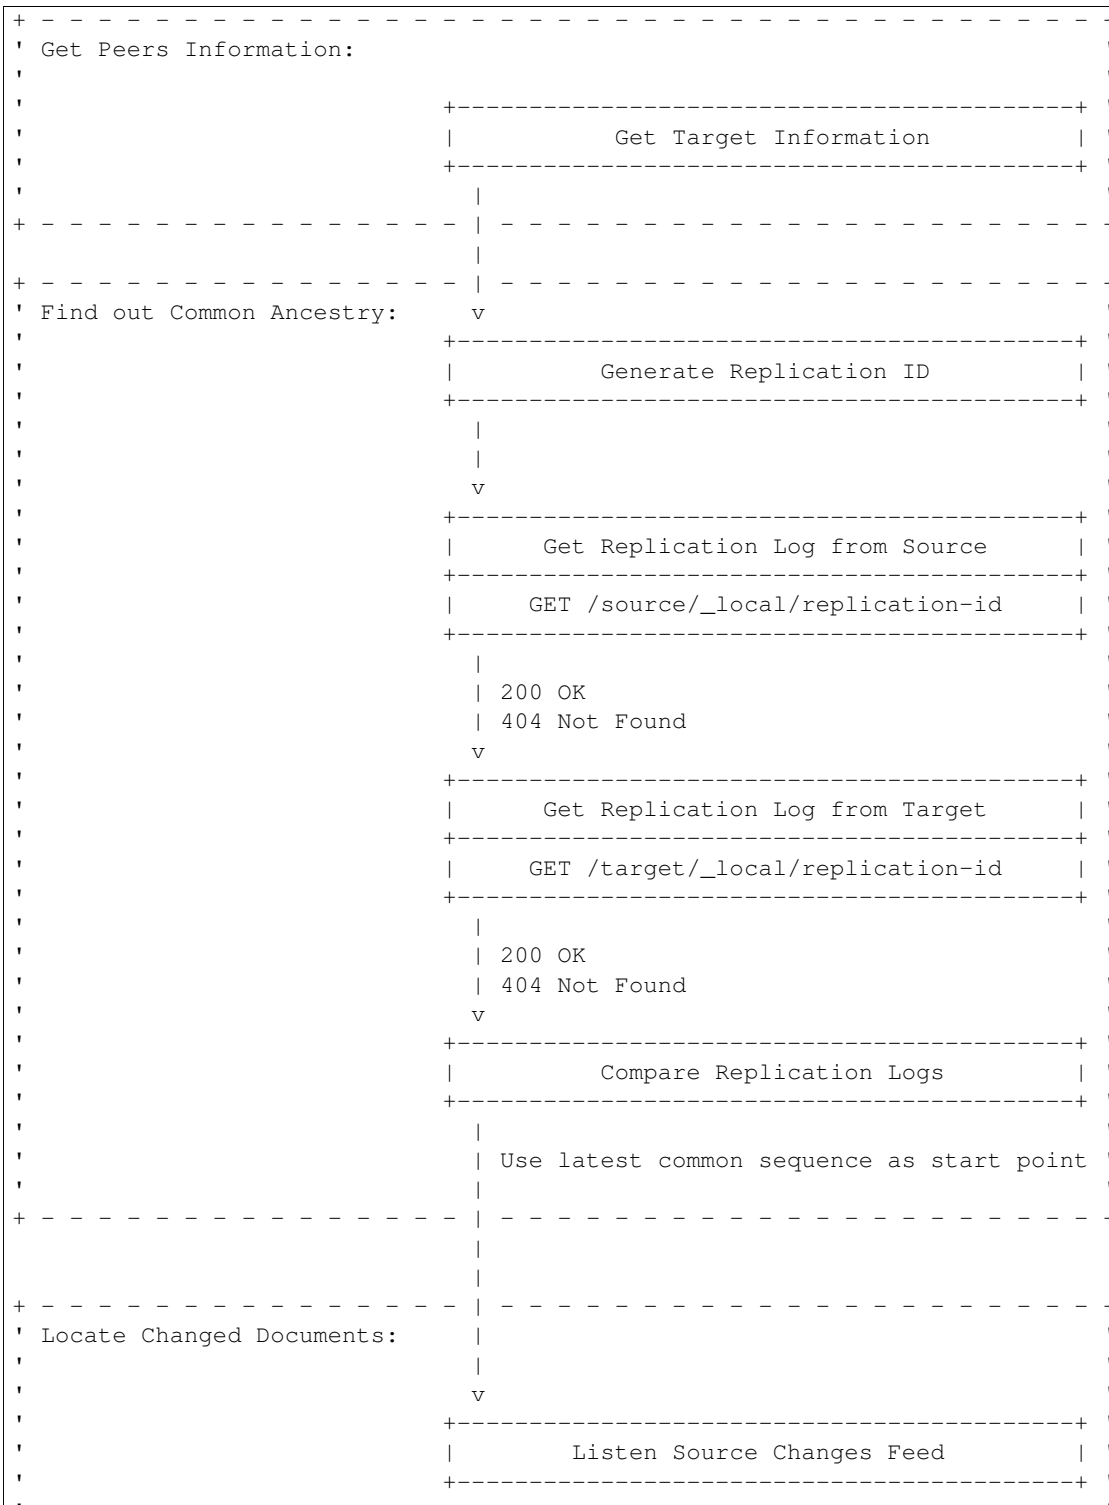 + - - - - - - - - - - - - - - - - - - - - - - - - - - - - - - - - - - - - - -
' Get Peers Information:                                                    '
'                                                                           '
'                             +-------------------------------------------+ '
'                             |           Get Target Information          | '
'                             +-------------------------------------------+ '
'                               |                                           '
+ - - - - - - - - - - - - - - - | - - - - - - - - - - - - - - - - - - - - - -
                                |
+ - - - - - - - - - - - - - - - | - - - - - - - - - - - - - - - - - - - - - -
' Find out Common Ancestry:     v                                           '
'                             +-------------------------------------------+ '
'                             |          Generate Replication ID          | '
'                             +-------------------------------------------+ '
'                               |                                           '
'                               |                                           '
'                               v                                           '
'                             +-------------------------------------------+ '
'                             |      Get Replication Log from Source      | '
'                             +-------------------------------------------+ '
'                             |     GET /source/_local/replication-id     | '
'                             +-------------------------------------------+ '
'                               |                                           '
'                               | 200 OK                                    '
'                               | 404 Not Found                             '
'                               v                                           '
'                             +-------------------------------------------+ '
'                             |      Get Replication Log from Target      | '
'                             +-------------------------------------------+ '
'                             |     GET /target/_local/replication-id     | '
'                             +-------------------------------------------+ '
'                               |                                           '
'                               | 200 OK                                    '
'                               | 404 Not Found                             '
'                               v                                           '
'                             +-------------------------------------------+ '
'                             |          Compare Replication Logs         | '
'                             +-------------------------------------------+ '
'                               |                                           '
'                               | Use latest common sequence as start point '
'                               |                                           '
+ - - - - - - - - - - - - - - - | - - - - - - - - - - - - - - - - - - - - - -
                                |
                                |
+ - - - - - - - - - - - - - - - | - - - - - - - - - - - - - - - - - - - - - -
' Locate Changed Documents:     |                                           '
'                               |                                           '
'                               v                                           '
'                             +-------------------------------------------+ '
'                             |        Listen Source Changes Feed         | '
'                             +-------------------------------------------+ '